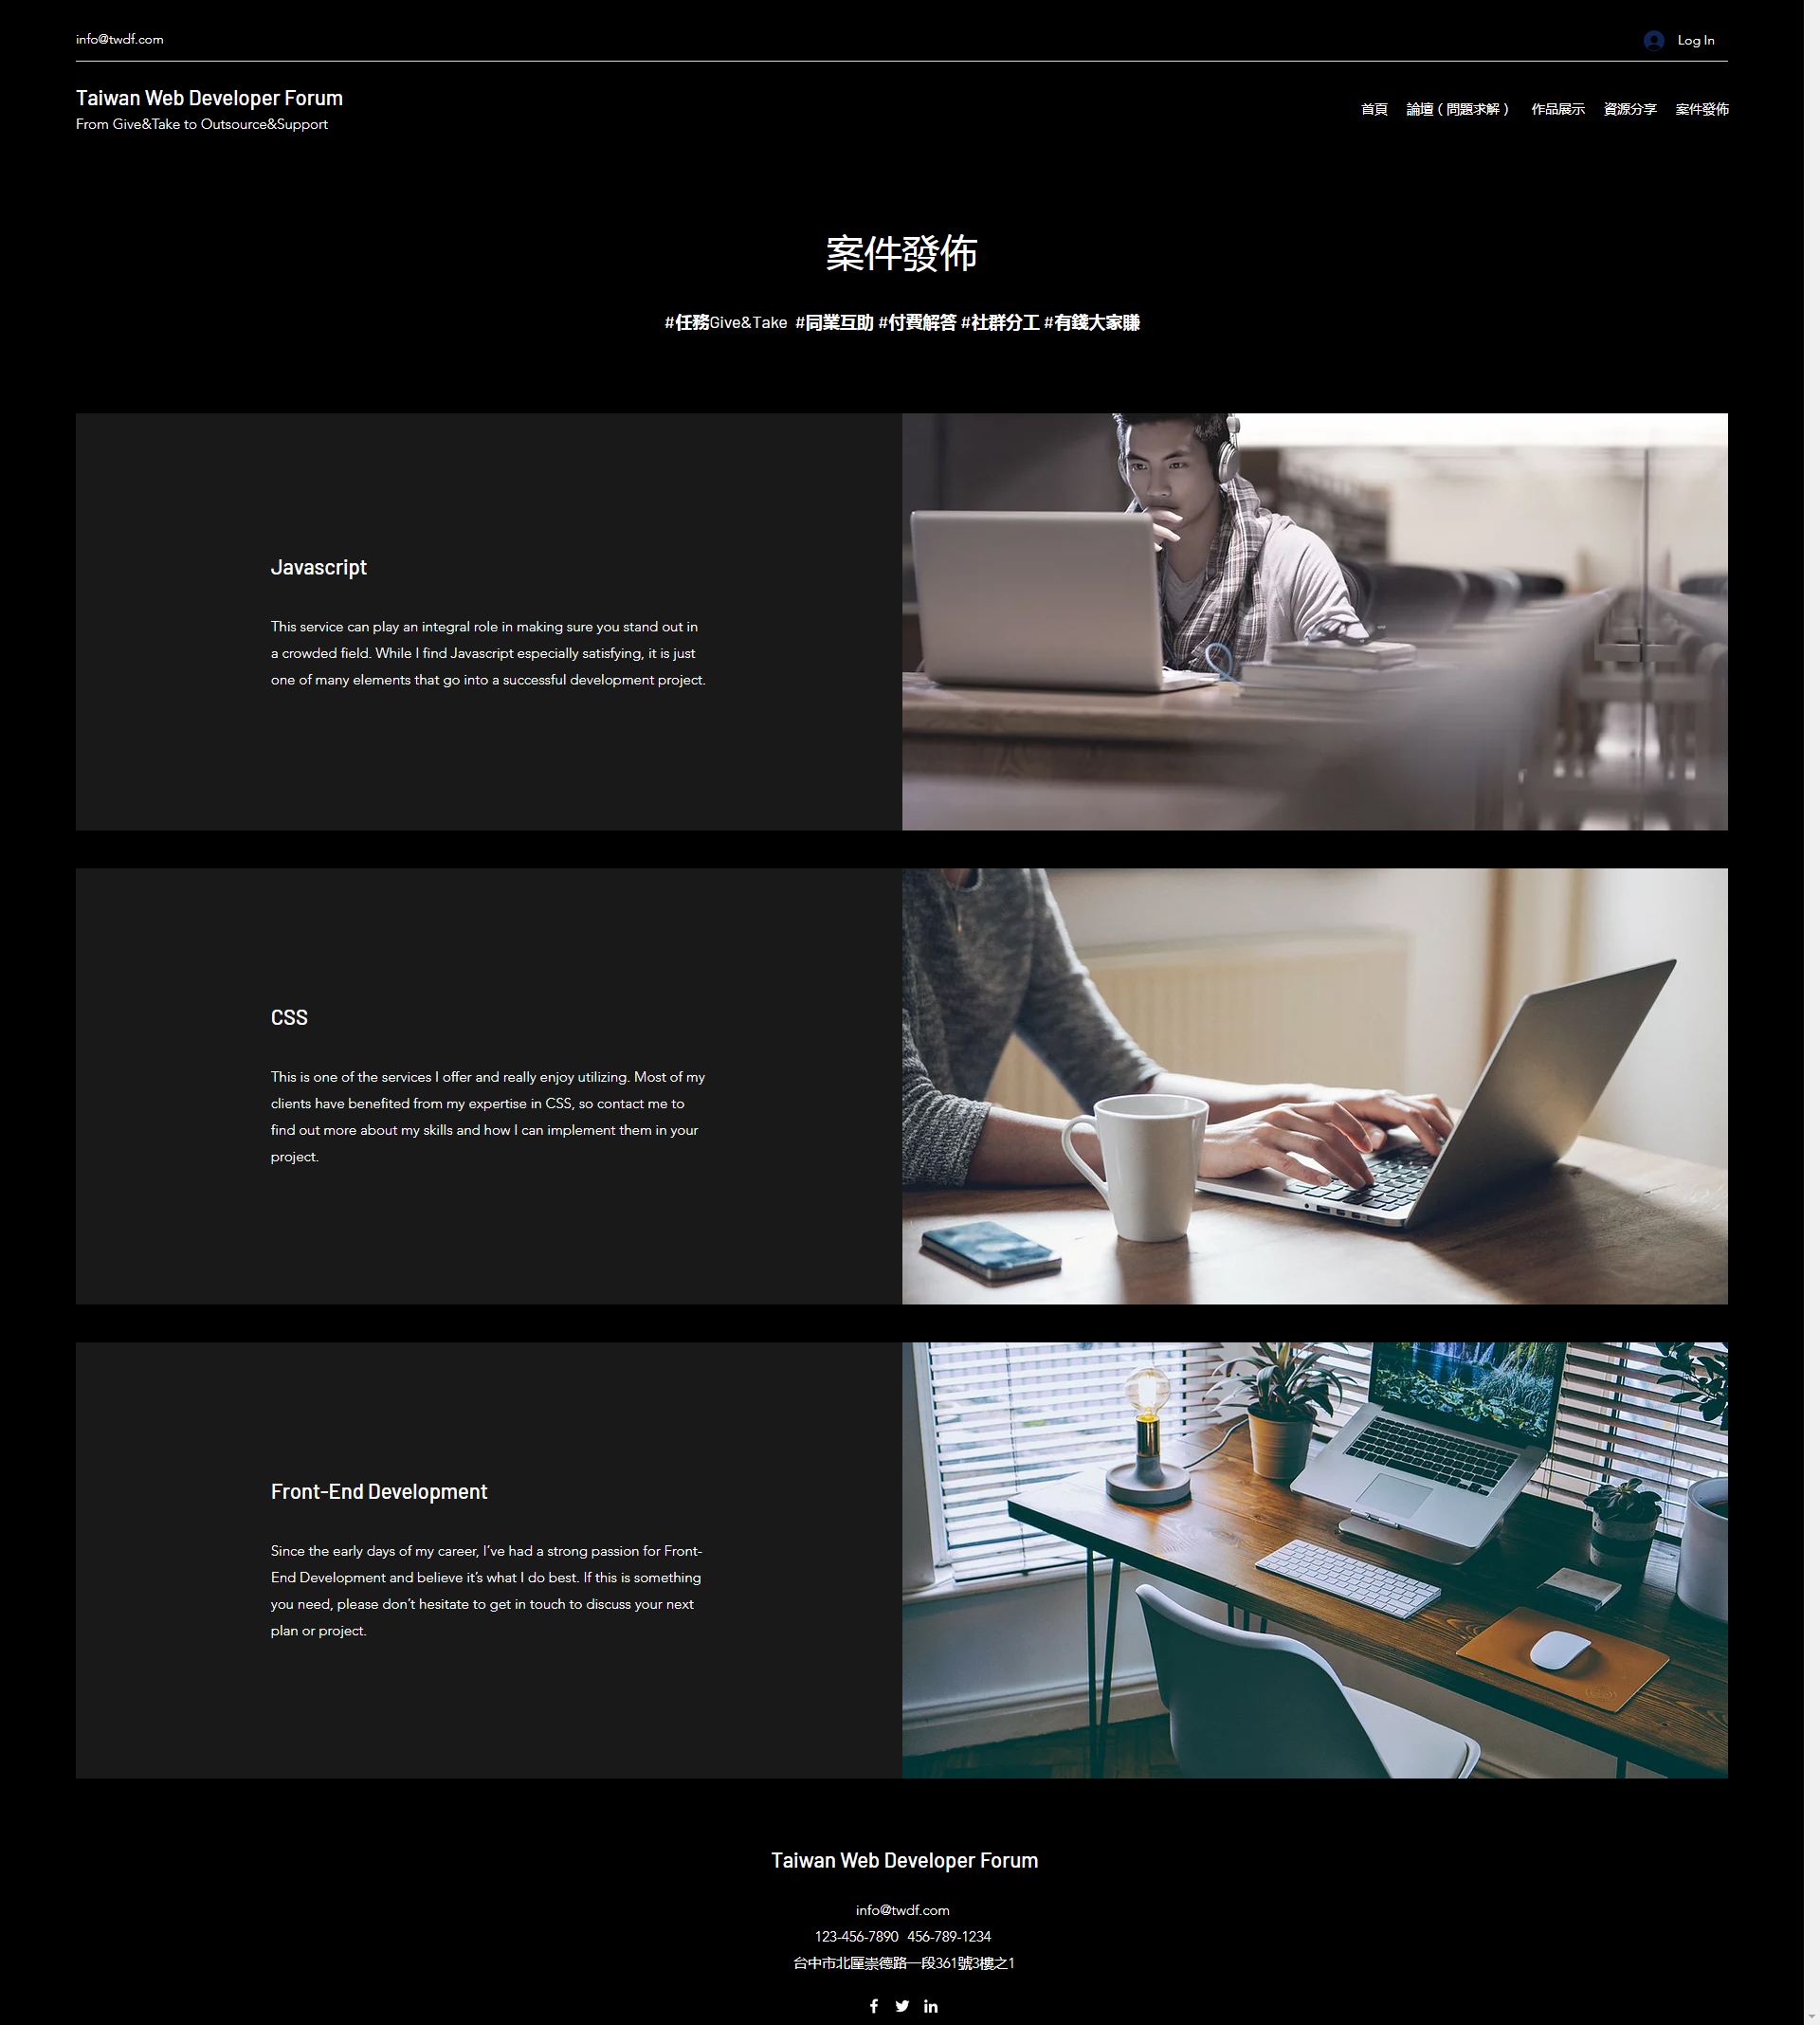 info@twdf.com
Log In
Taiwan Web Developer Forum
From Give&Take to Outsource&Support
首頁 論壇 ( 問題求解 ) 作品展示 資源分享 案件發佈
案件發佈
#任務Give&Take #同業互助 #付費解答 #社群分工 #有錢大家賺
Javascript
This service can play an integral role in making sure you stand out in
a crowded field. While I find Javascript especially satisfying, it is just
one of many elements that go into a successful development project.
CSS
This is one of the services I offer and really enjoy utilizing. Most of my
clients have benefited from my expertise in CSS, so contact me to
find out more about my skills and how I can implement them in your
project.
Front-End Development
Since the early days of my career, I’ve had a strong passion for Front-
End Development and believe it’s what I do best. If this is something
you need, please don’t hesitate to get in touch to discuss your next
plan or project.
Taiwan Web Developer Forum
info@twdf.com
123-456-7890 456-789-1234
台中市北區崇德路一段361號3樓之1